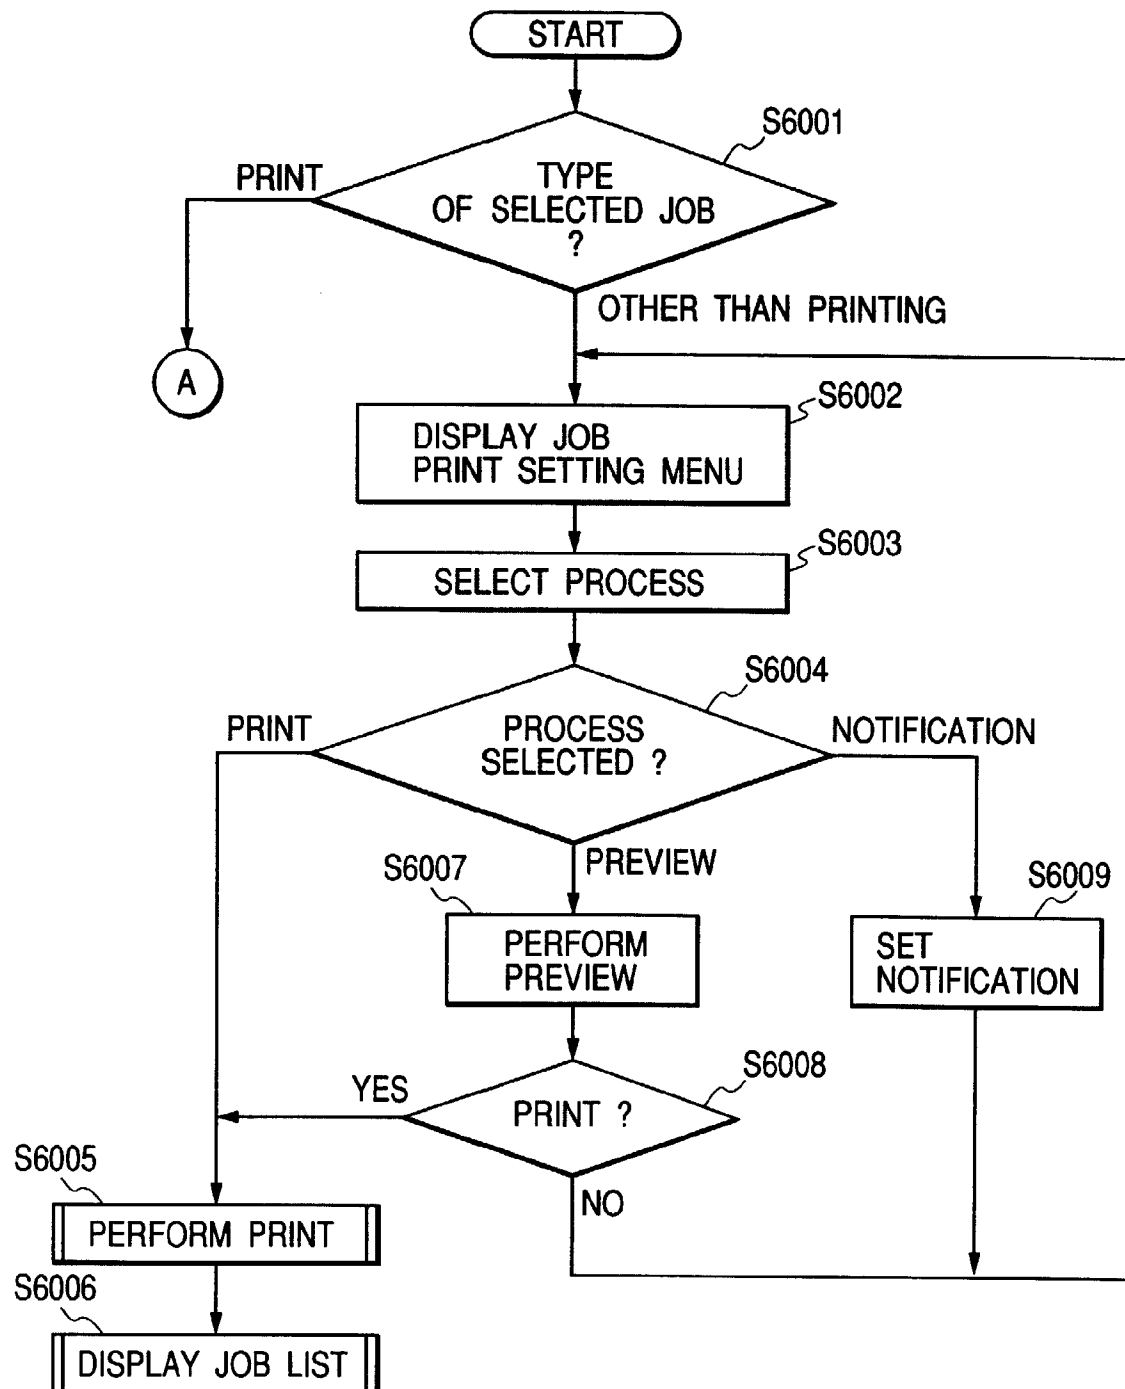 START
S6001
PRINT
TYPE
OF SELECTED JOB
?
OTHER THAN PRINTING
A
S6002
DISPLAY JOB
PRINT SETTING MENU
S6003
SELECT PROCESS
S6004
PRINT
PROCESS
SELECTED ?
NOTIFICATION
PREVIEW
S6007
S6009
PERFORM
PREVIEW
SET
NOTIFICATION
S6008
YES
PRINT ?
S6005
NO
PERFORM PRINT
S6006
DISPLAY JOB LIST